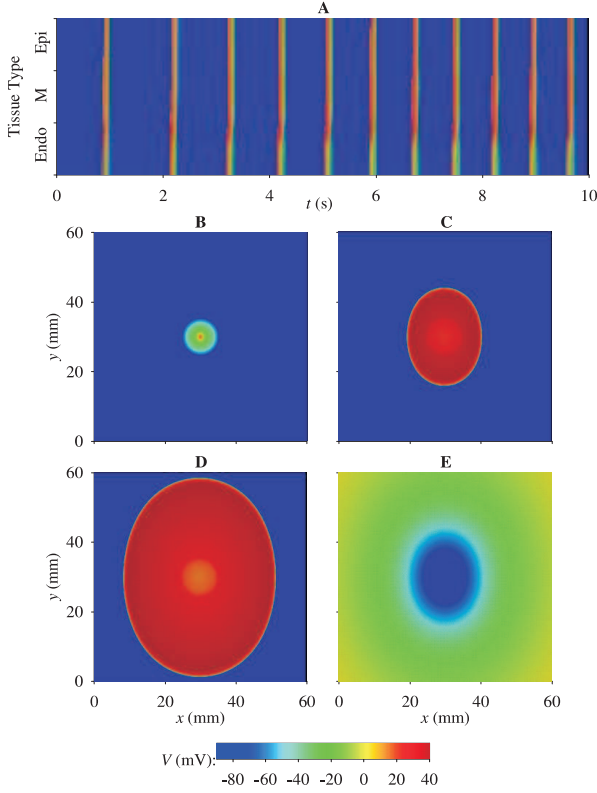 A
Tissue Type
Epi
M
Endo
0 2 4 6 8 10
t (s)
B C
60
40
20
0
y (mm)
D E
60
40
20
0
y (mm)
0 20 40 60 0 20 40 60
x (mm) x (mm)
V (mV):
-80 -60 -40 -20 0 20 40